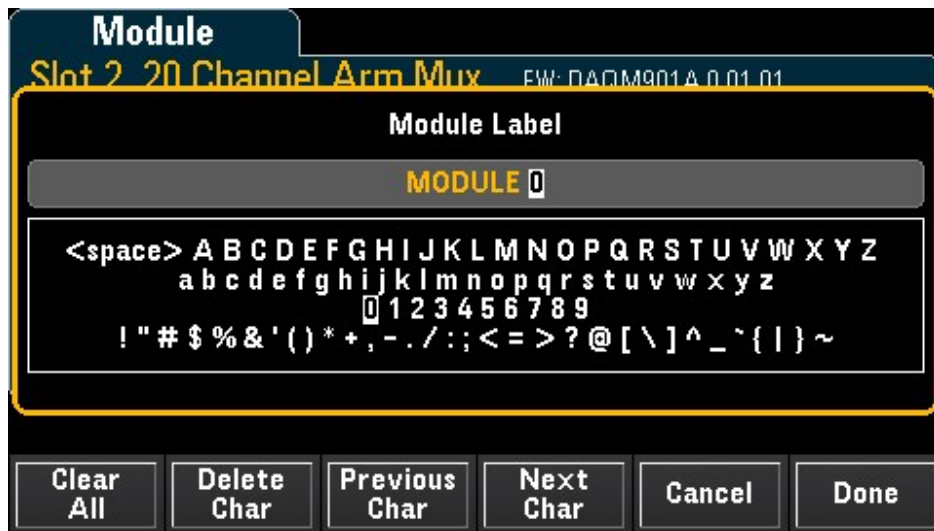 Module
Slot 2 20 Channel Arm Mux FW: DAQM901A 0.01.01
Module Label
MODULE 0
<space> A B C D E F G H I J K L M N O P Q R S T U V W X Y Z
a b c d e f g h i j k l m n o p q r s t u v w x y z
0 1 2 3 4 5 6 7 8 9
! " # $ % & ' ( ) * + , - . / : ; < = > ? @ [ \ ] ^ _ ` { | } ~
Clear All
Delete Char
Previous Char
Next Char
Cancel
Done